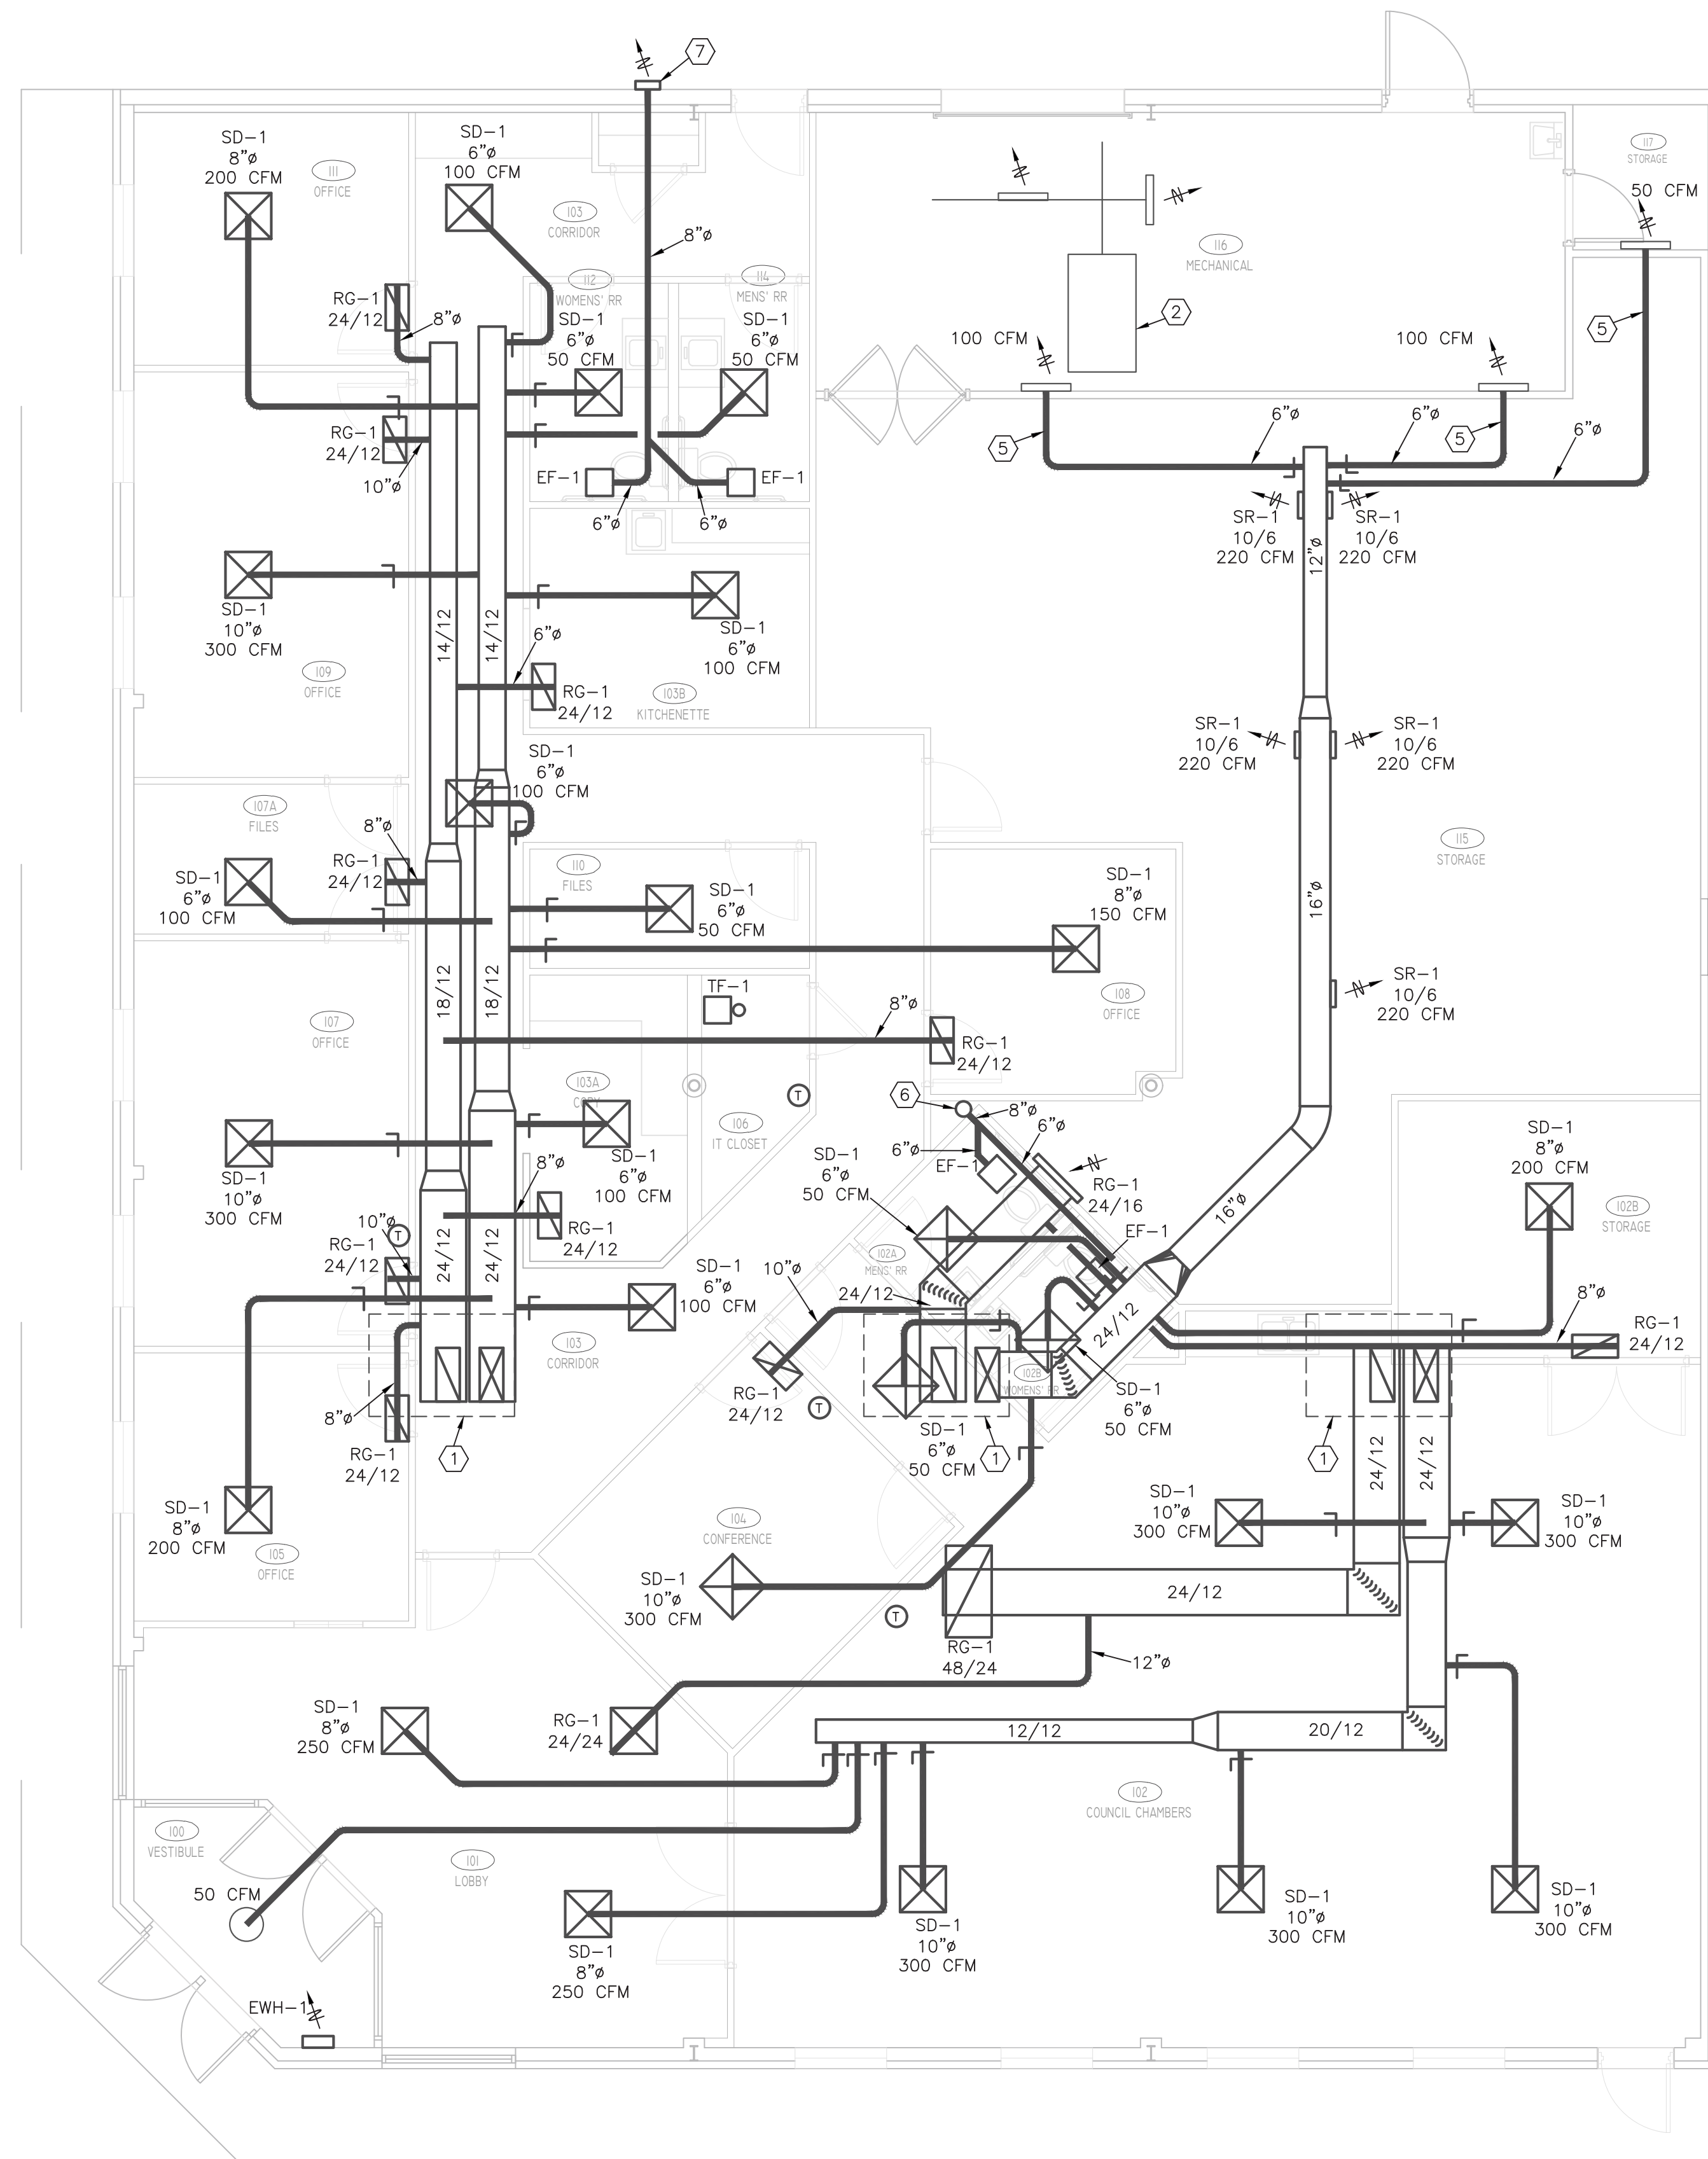 7
SD-1
8"ø
200 CFM
111
OFFICE
SD-1
6"ø
100 CFM
103
CORRIDOR
8"ø
117
STORAGE
50 CFM
116
MECHANICAL
112
WOMENS' RR
114
MENS' RR
RG-1
24/12
8"ø
SD-1
6"ø
50 CFM
SD-1
6"ø
50 CFM
2
100 CFM
100 CFM
5
5
5
6"ø
6"ø
6"ø
RG-1
24/12
10"ø
EF-1
EF-1
6"ø
6"ø
SR-1
10/6
220 CFM
SR-1
10/6
220 CFM
12"ø
SD-1
10"ø
300 CFM
109
OFFICE
14/12
14/12
6"ø
SD-1
6"ø
100 CFM
RG-1
24/12
103B
KITCHENETTE
SR-1
10/6
220 CFM
SR-1
10/6
220 CFM
SD-1
6"ø
100 CFM
107A
FILES
8"ø
RG-1
24/12
SD-1
6"ø
100 CFM
110
FILES
SD-1
6"ø
50 CFM
SD-1
8"ø
150 CFM
115
STORAGE
16"ø
SR-1
10/6
220 CFM
18/12
18/12
TF-1
8"ø
108
OFFICE
RG-1
24/12
107
OFFICE
103A
COPY
T
106
IT CLOSET
6
8"ø
6"ø
6"ø
EF-1
RG-1
24/16
SD-1
10"ø
300 CFM
SD-1
6"ø
100 CFM
8"ø
RG-1
24/12
SD-1
6"ø
50 CFM
EF-1
16"ø
SD-1
8"ø
200 CFM
102B
STORAGE
10"ø
T
RG-1
24/12
24/12
24/12
SD-1
6"ø
100 CFM
10"ø
102A
MENS' RR
24/12
24/12
8"ø
RG-1
24/12
103
CORRIDOR
RG-1
24/12
T
102B
WOMENS' RR
SD-1
6"ø
50 CFM
8"ø
RG-1
24/12
1
SD-1
6"ø
50 CFM
1
1
24/12
24/12
SD-1
8"ø
200 CFM
105
OFFICE
104
CONFERENCE
SD-1
10"ø
300 CFM
SD-1
10"ø
300 CFM
SD-1
10"ø
300 CFM
24/12
T
RG-1
48/24
12"ø
SD-1
8"ø
250 CFM
RG-1
24/24
12/12
20/12
100
VESTIBULE
102
COUNCIL CHAMBERS
101
LOBBY
50 CFM
SD-1
8"ø
250 CFM
SD-1
10"ø
300 CFM
SD-1
10"ø
300 CFM
SD-1
10"ø
300 CFM
EWH-1